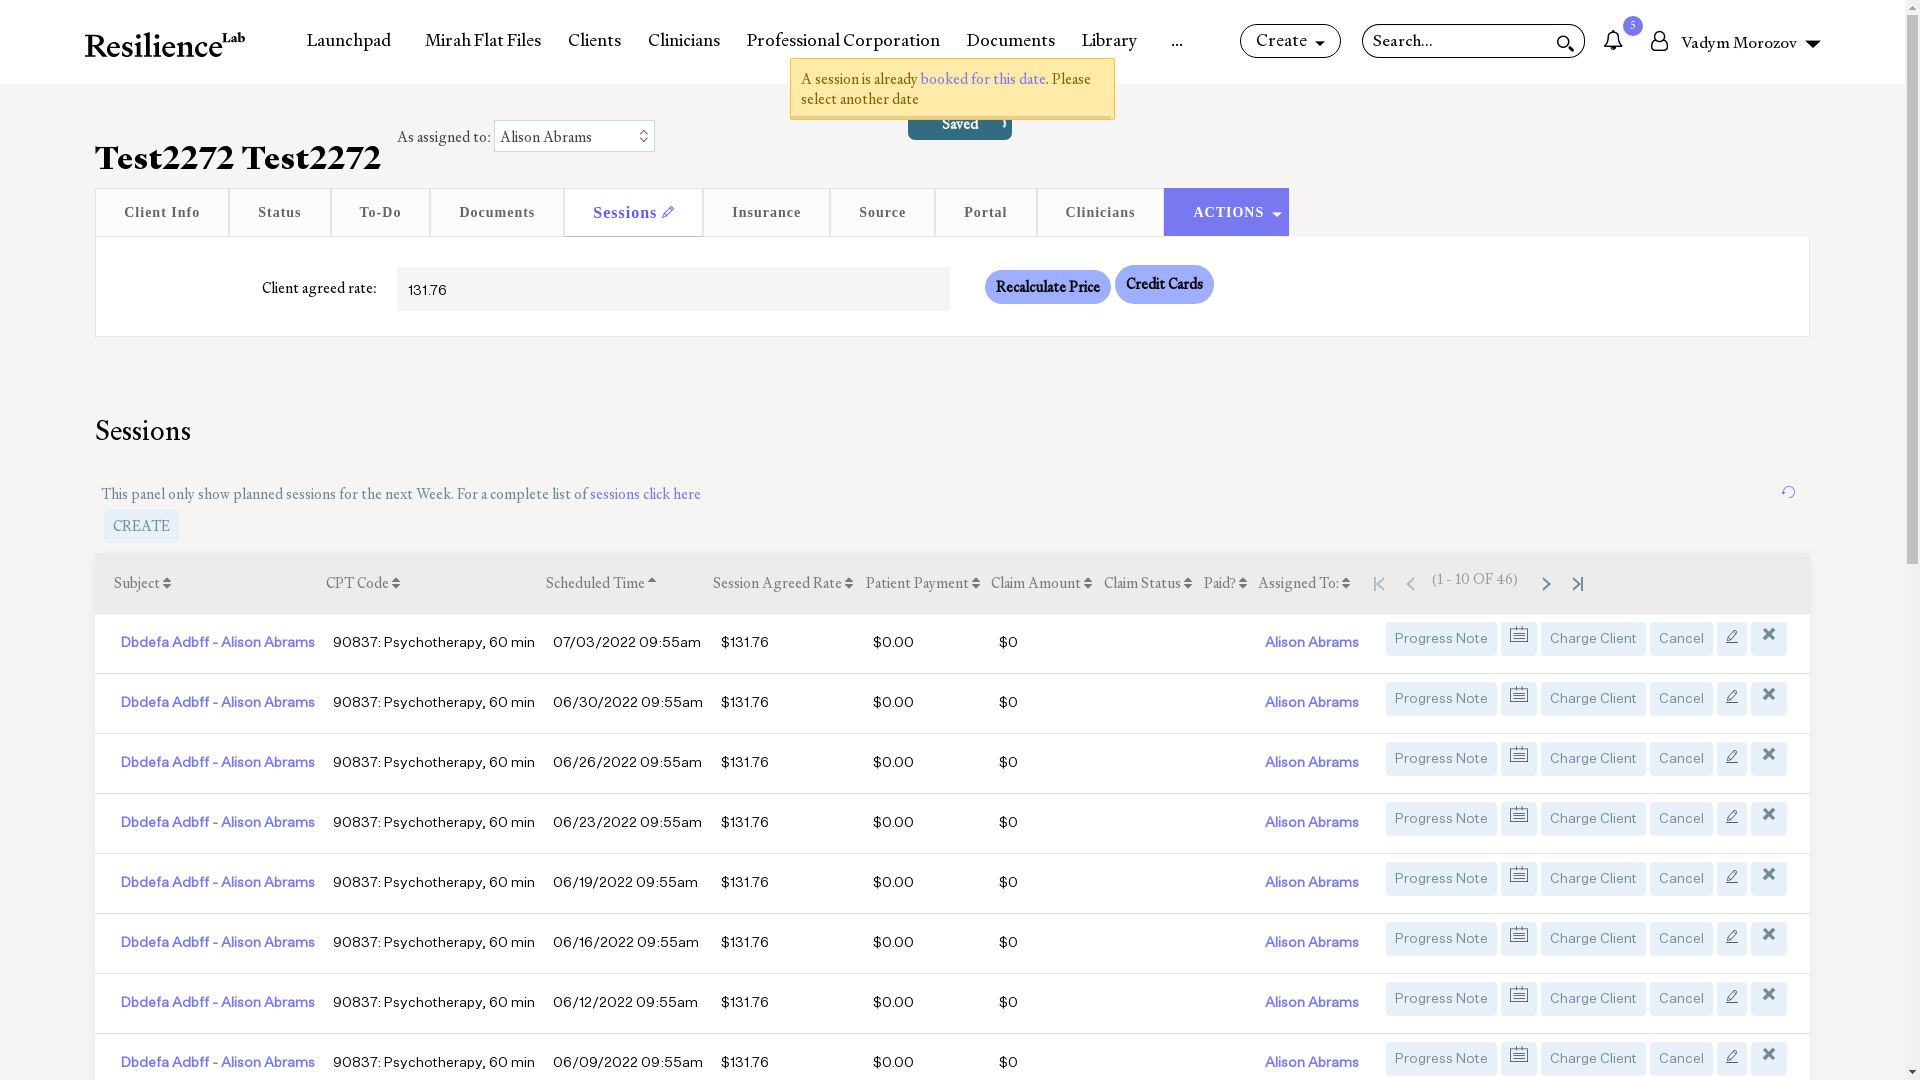 Resilience Lab
Launchpad Mirah Flat Files Clients Clinicians Professional Corporation Documents Library ...
Create
Search...
5
Vadym Morozov
A session is already booked for this date. Please
select another date
Saved
Test2272 Test2272
As assigned to: Alison Abrams
Client Info Status To-Do Documents Sessions Insurance Source Portal Clinicians ACTIONS
Client agreed rate: 131.76 Recalculate Price Credit Cards
Sessions
This panel only show planned sessions for the next Week. For a complete list of sessions click here
CREATE
Subject CPT Code Scheduled Time Session Agreed Rate Patient Payment Claim Amount Claim Status Paid? Assigned To: (1 - 10 OF 46)
Dbdefa Adbff - Alison Abrams 90837: Psychotherapy, 60 min 07/03/2022 09:55am $131.76 $0.00 $0 Alison Abrams Progress Note Charge Client Cancel
Dbdefa Adbff - Alison Abrams 90837: Psychotherapy, 60 min 06/30/2022 09:55am $131.76 $0.00 $0 Alison Abrams Progress Note Charge Client Cancel
Dbdefa Adbff - Alison Abrams 90837: Psychotherapy, 60 min 06/26/2022 09:55am $131.76 $0.00 $0 Alison Abrams Progress Note Charge Client Cancel
Dbdefa Adbff - Alison Abrams 90837: Psychotherapy, 60 min 06/23/2022 09:55am $131.76 $0.00 $0 Alison Abrams Progress Note Charge Client Cancel
Dbdefa Adbff - Alison Abrams 90837: Psychotherapy, 60 min 06/19/2022 09:55am $131.76 $0.00 $0 Alison Abrams Progress Note Charge Client Cancel
Dbdefa Adbff - Alison Abrams 90837: Psychotherapy, 60 min 06/16/2022 09:55am $131.76 $0.00 $0 Alison Abrams Progress Note Charge Client Cancel
Dbdefa Adbff - Alison Abrams 90837: Psychotherapy, 60 min 06/12/2022 09:55am $131.76 $0.00 $0 Alison Abrams Progress Note Charge Client Cancel
Dbdefa Adbff - Alison Abrams 90837: Psychotherapy, 60 min 06/09/2022 09:55am $131.76 $0.00 $0 Alison Abrams Progress Note Charge Client Cancel